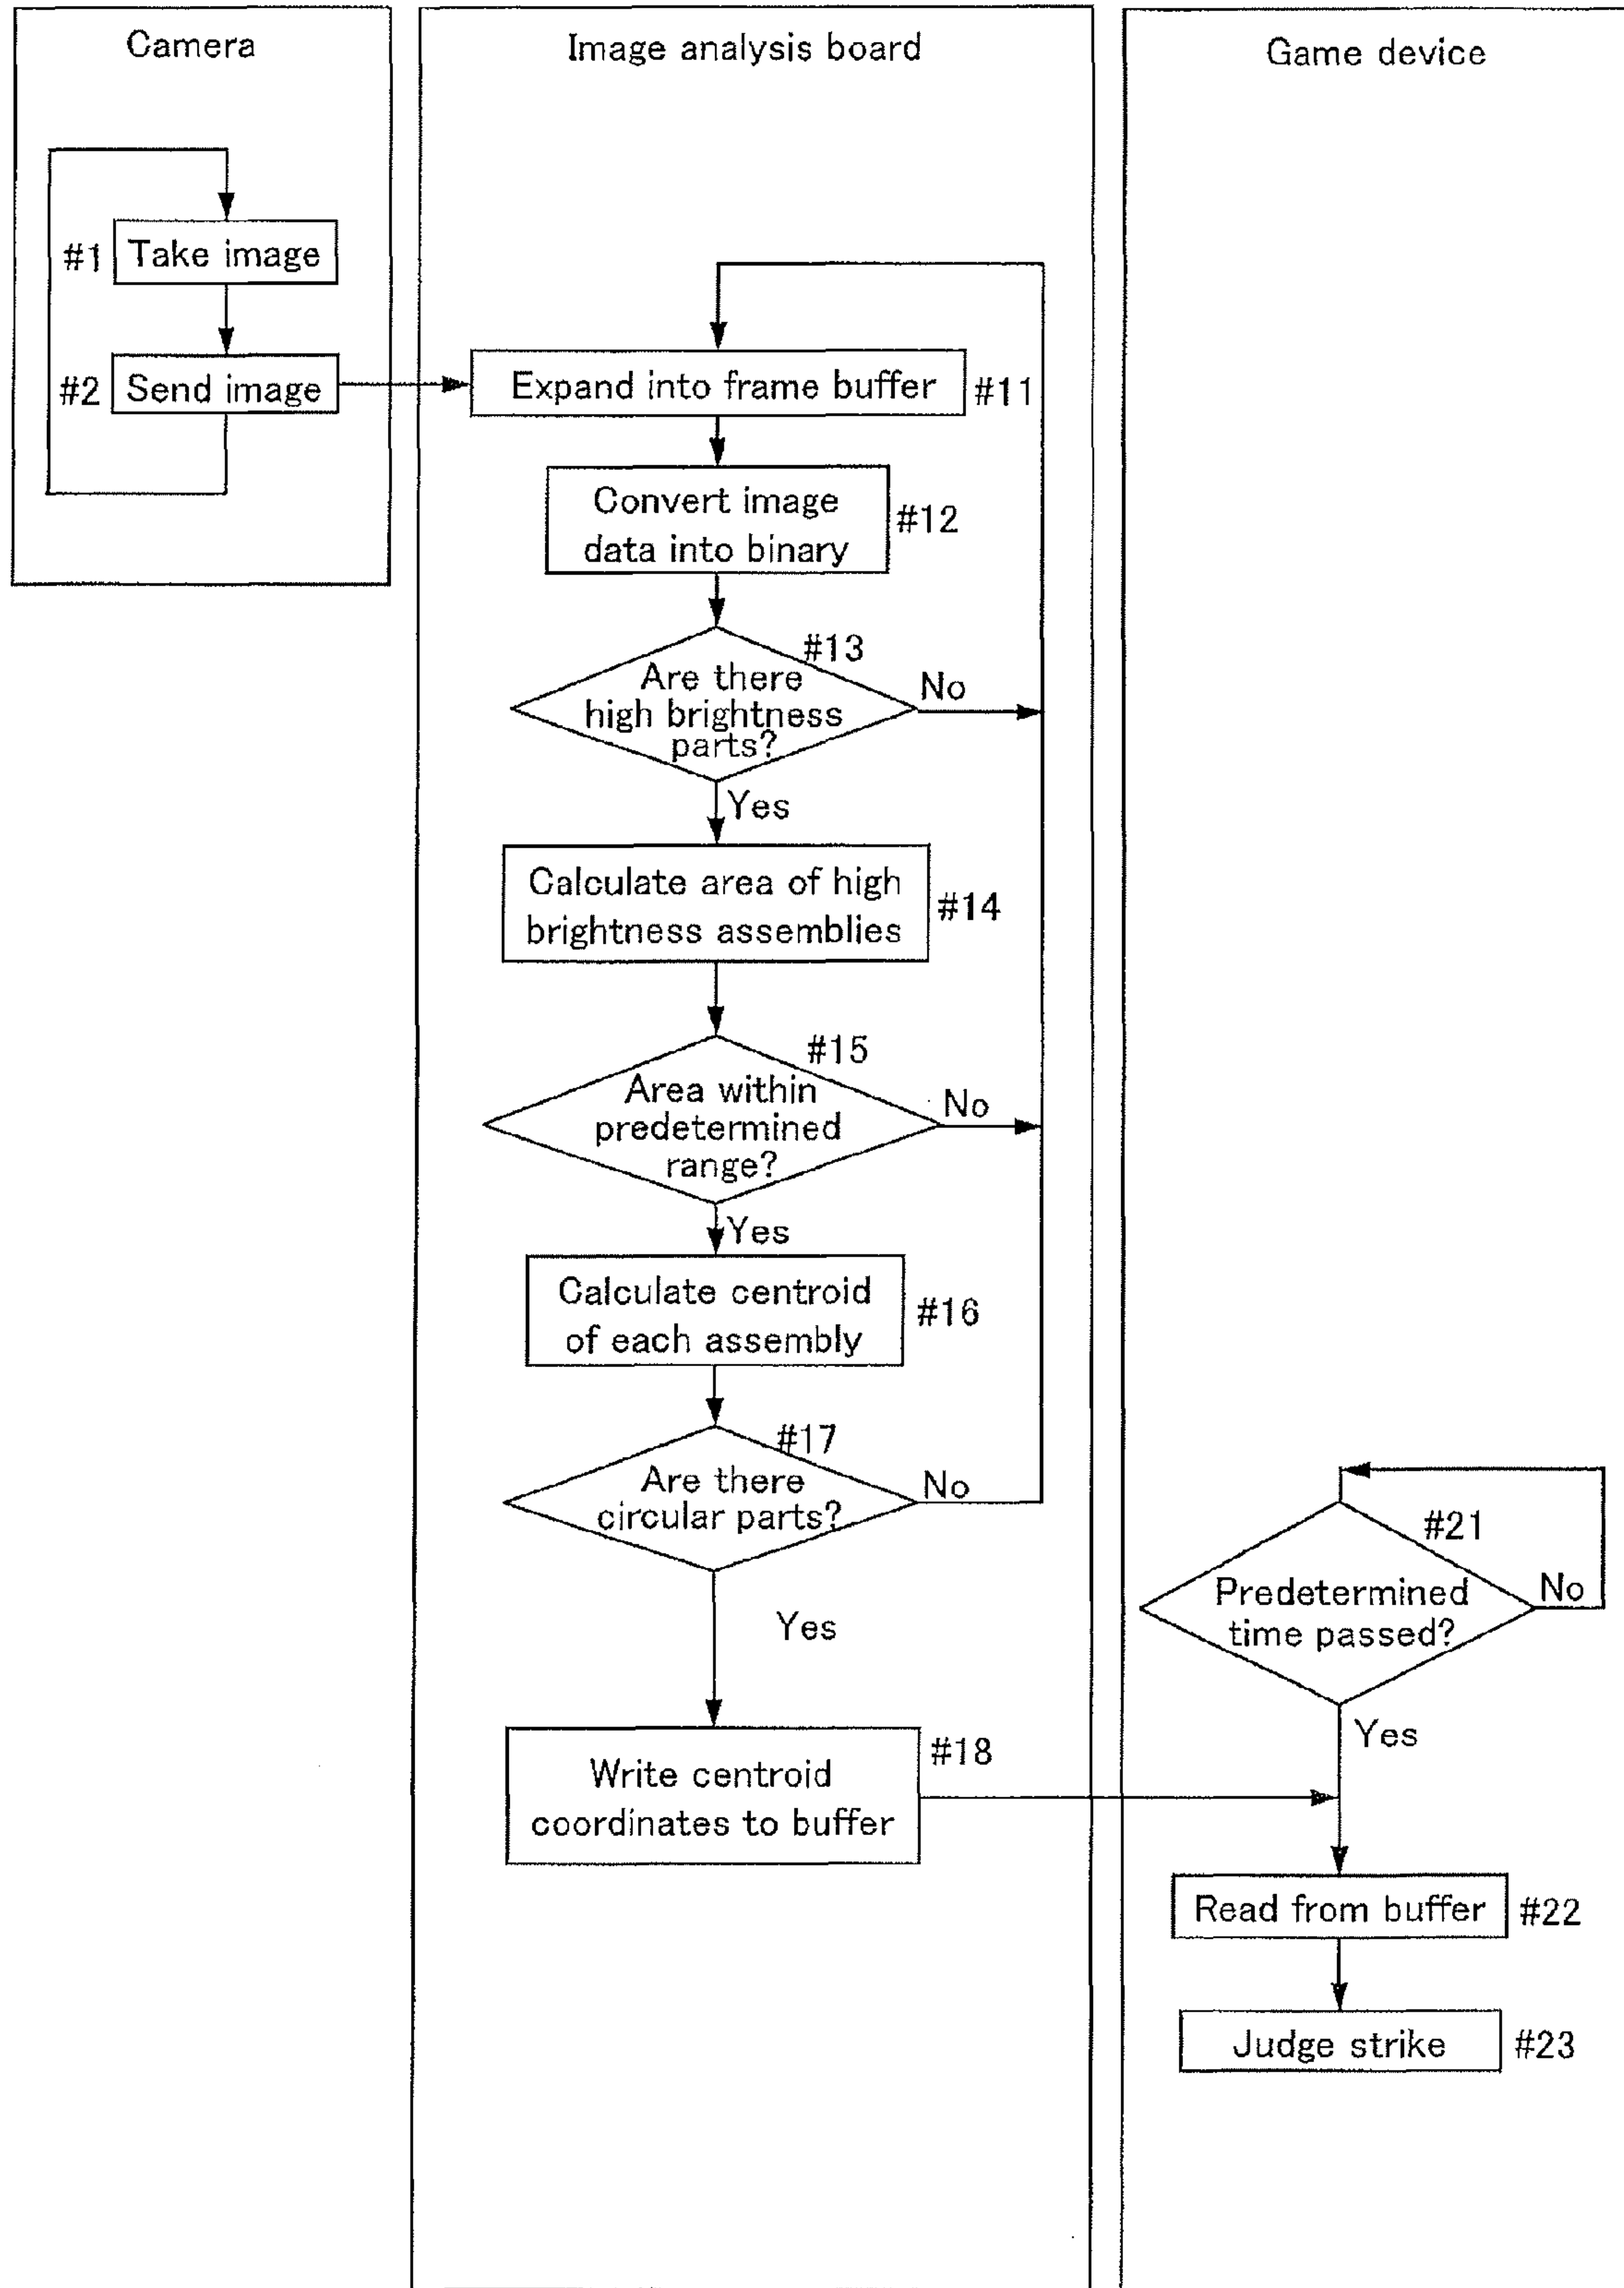 Camera
#1
Take image
#2
Send image
Image analysis board
Expand into frame buffer
#11
Convert image
data into binary
#12
#13
Are there
high brightness
parts?
No
Yes
Calculate area of high
brightness assemblies
#14
#15
Area within
predetermined
range?
No
Yes
Calculate centroid
of each assembly
#16
#17
Are there
circular parts?
No
Yes
Write centroid
coordinates to buffer
#18
Game device
#21
Predetermined
time passed?
No
Yes
Read from buffer
#22
Judge strike
#23